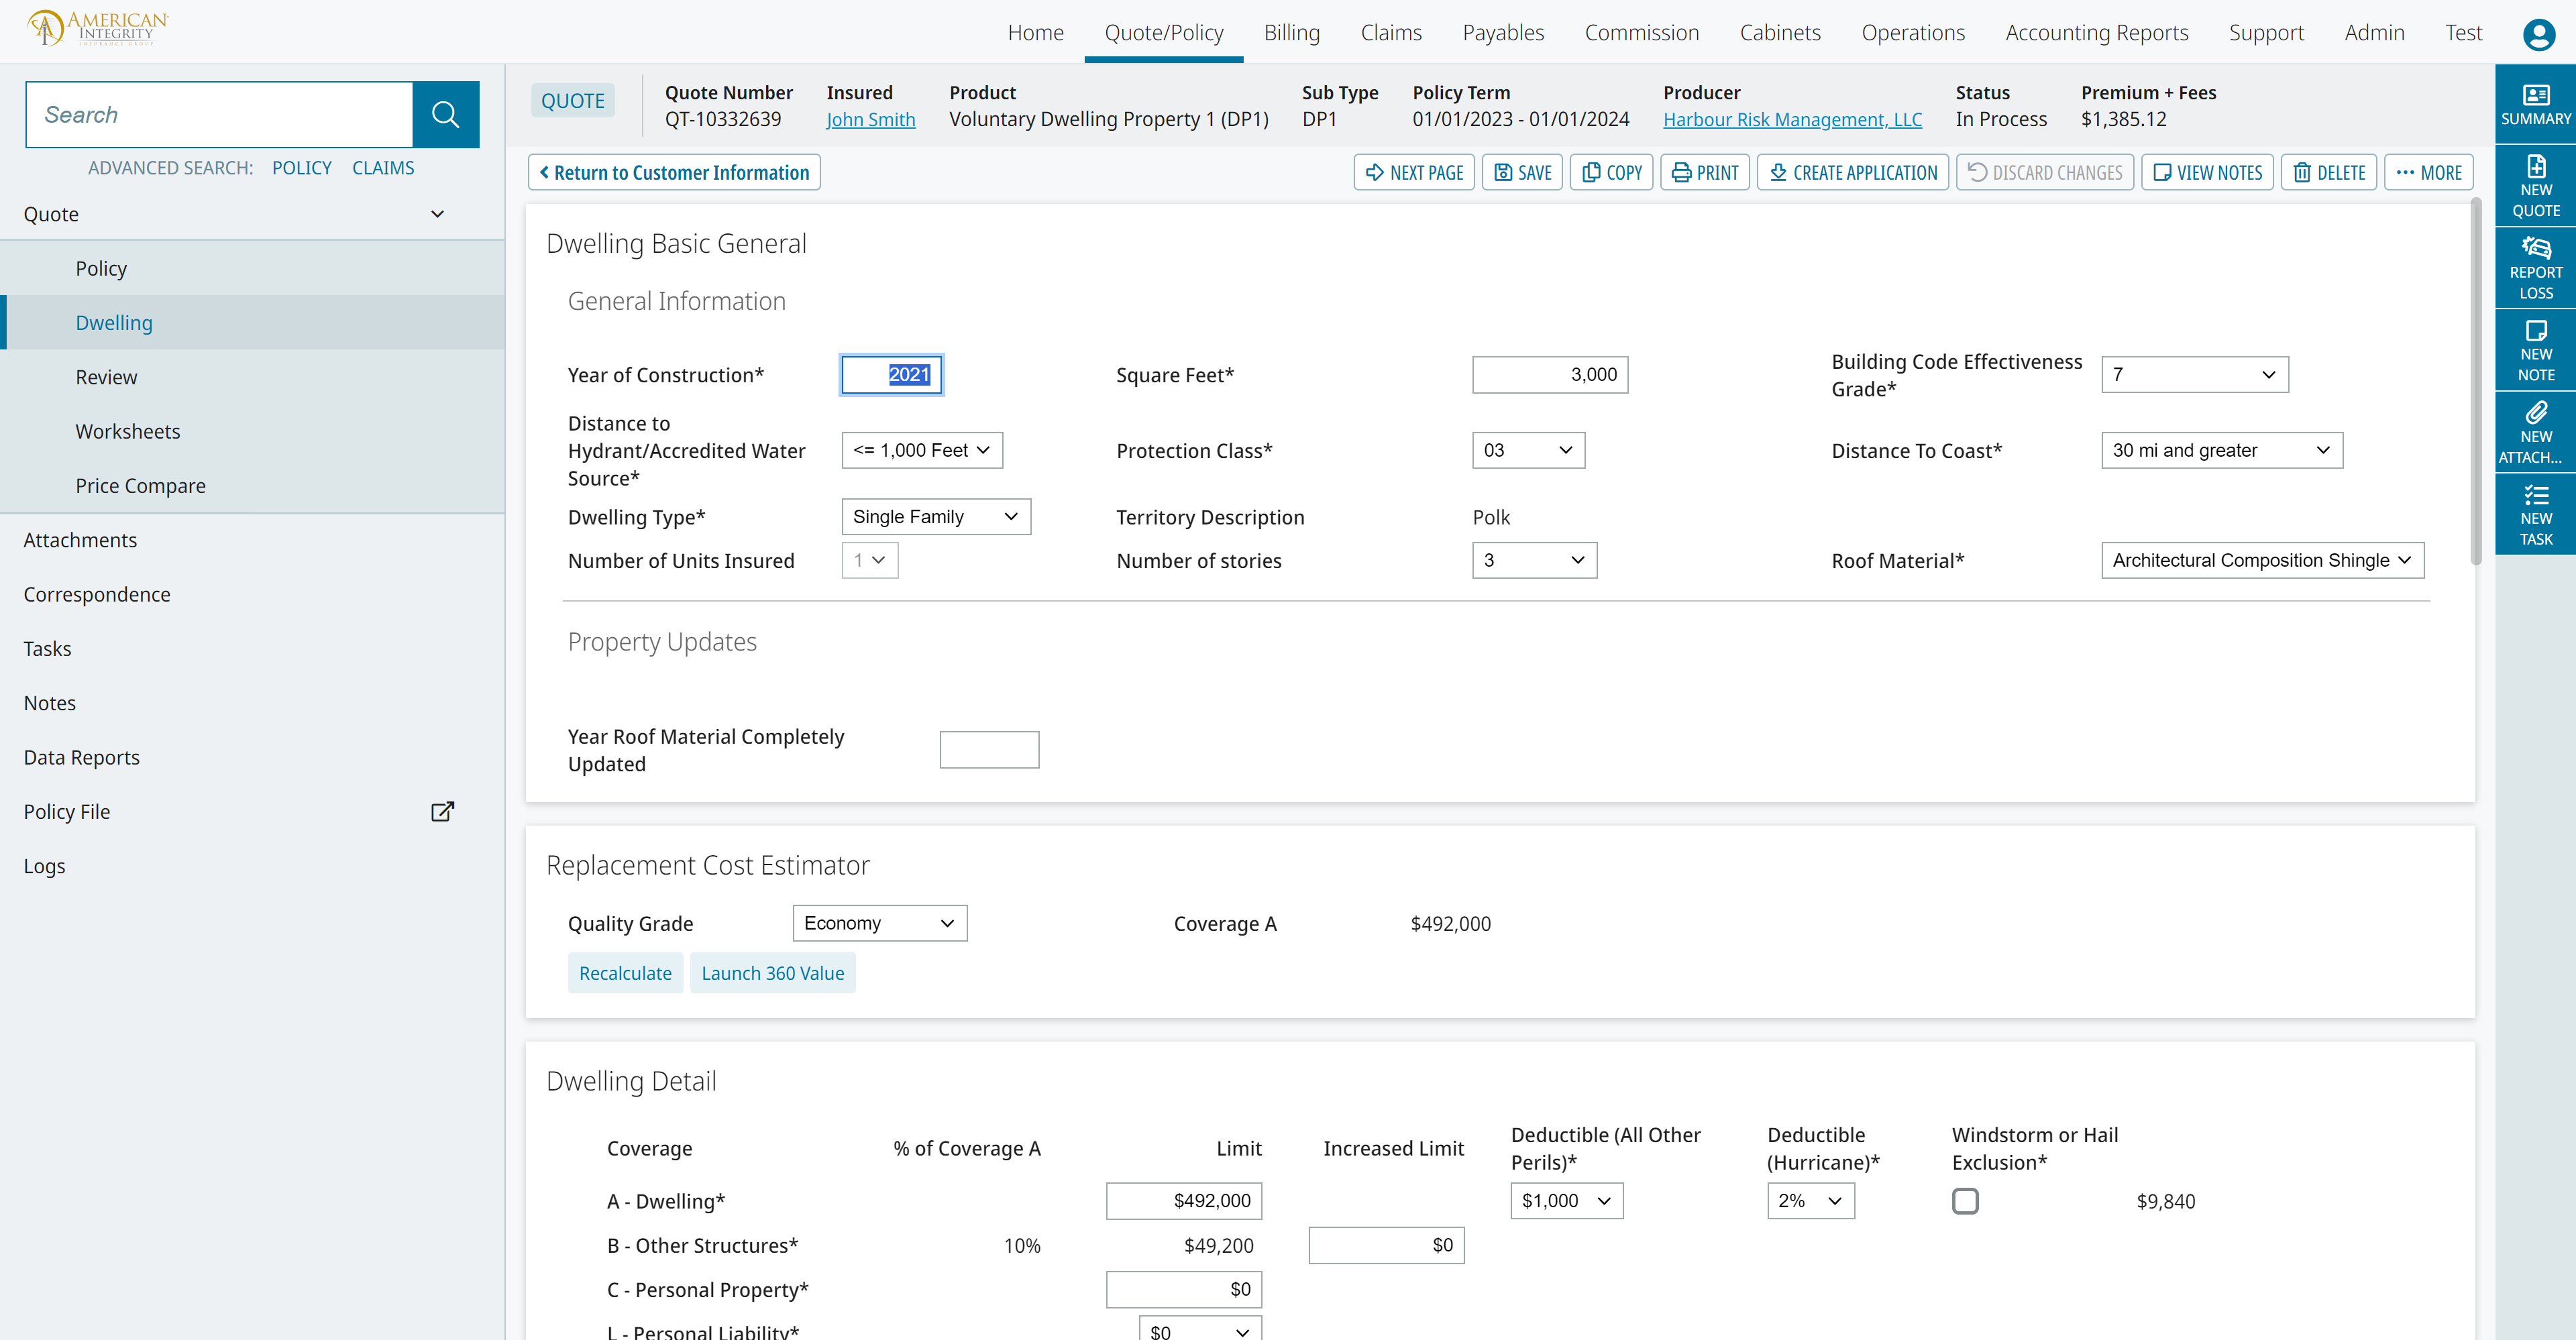 AMERICAN
INTEGRITY
INSURANCE GROUP
Home
Quote/Policy
Billing
Claims
Payables
Commission
Cabinets
Operations
Accounting Reports
Support
Admin
Test
Search
ADVANCED SEARCH: POLICY CLAIMS
Quote
Policy
Dwelling
Review
Worksheets
Price Compare
Attachments
Correspondence
Tasks
Notes
Data Reports
Policy File
Logs
QUOTE
Quote Number
QT-10332639
Insured
John Smith
Product
Voluntary Dwelling Property 1 (DP1)
Sub Type
DP1
Policy Term
01/01/2023 - 01/01/2024
Producer
Harbour Risk Management, LLC
Status
In Process
Premium + Fees
$1,385.12
Return to Customer Information
NEXT PAGE
SAVE
COPY
PRINT
CREATE APPLICATION
DISCARD CHANGES
VIEW NOTES
DELETE
MORE
Dwelling Basic General
General Information
Year of Construction* 2021
Square Feet* 3,000
Building Code Effectiveness
Grade* 7
Distance to
Hydrant/Accredited Water
Source* <= 1,000 Feet
Protection Class* 03
Distance To Coast* 30 mi and greater
Dwelling Type* Single Family
Territory Description Polk
Number of Units Insured 1
Number of stories 3
Roof Material* Architectural Composition Shingle
Property Updates
Year Roof Material Completely
Updated
Replacement Cost Estimator
Quality Grade Economy
Coverage A $492,000
Recalculate
Launch 360 Value
Dwelling Detail
Coverage
% of Coverage A
Limit
Increased Limit
Deductible (All Other
Perils)*
Deductible
(Hurricane)*
Windstorm or Hail
Exclusion*
A - Dwelling* $492,000 $1,000 2% $9,840
B - Other Structures* 10% $49,200 $0
C - Personal Property* $0
L - Personal Liability* $0
SUMMARY
NEW
QUOTE
REPORT
LOSS
NEW
NOTE
NEW
ATTACH...
NEW
TASK